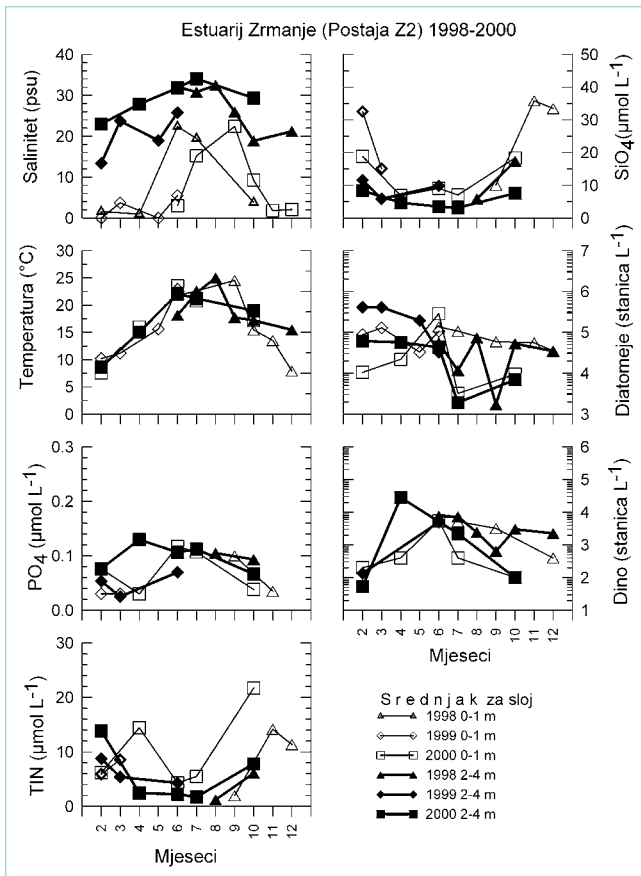 Estuarij Zrmanje (Postaja Z2) 1998-2000
Salinitet (psu)
40
30
20
10
0
SiO4(µmol L-1)
50
40
30
20
10
0
Temperatura (°C)
30
25
20
15
10
5
0
Diatomeje (stanica L-1)
7
6
5
4
3
PO4 (µmol L-1)
0.3
0.2
0.1
0.0
Dino (stanica L-1)
6
5
4
3
2
1
2 3 4 5 6 7 8 9 10 11 12
Mjeseci
TIN (µmol L-1)
30
20
10
0
2 3 4 5 6 7 8 9 10 11 12
Mjeseci
Srednjak za sloj
1998 0-1 m
1999 0-1 m
2000 0-1 m
1998 2-4 m
1999 2-4 m
2000 2-4 m